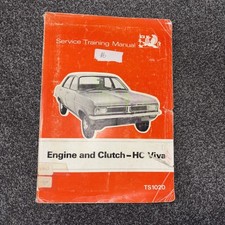 Service Training Manual
Engine and Clutch – HC Viva
TS1020